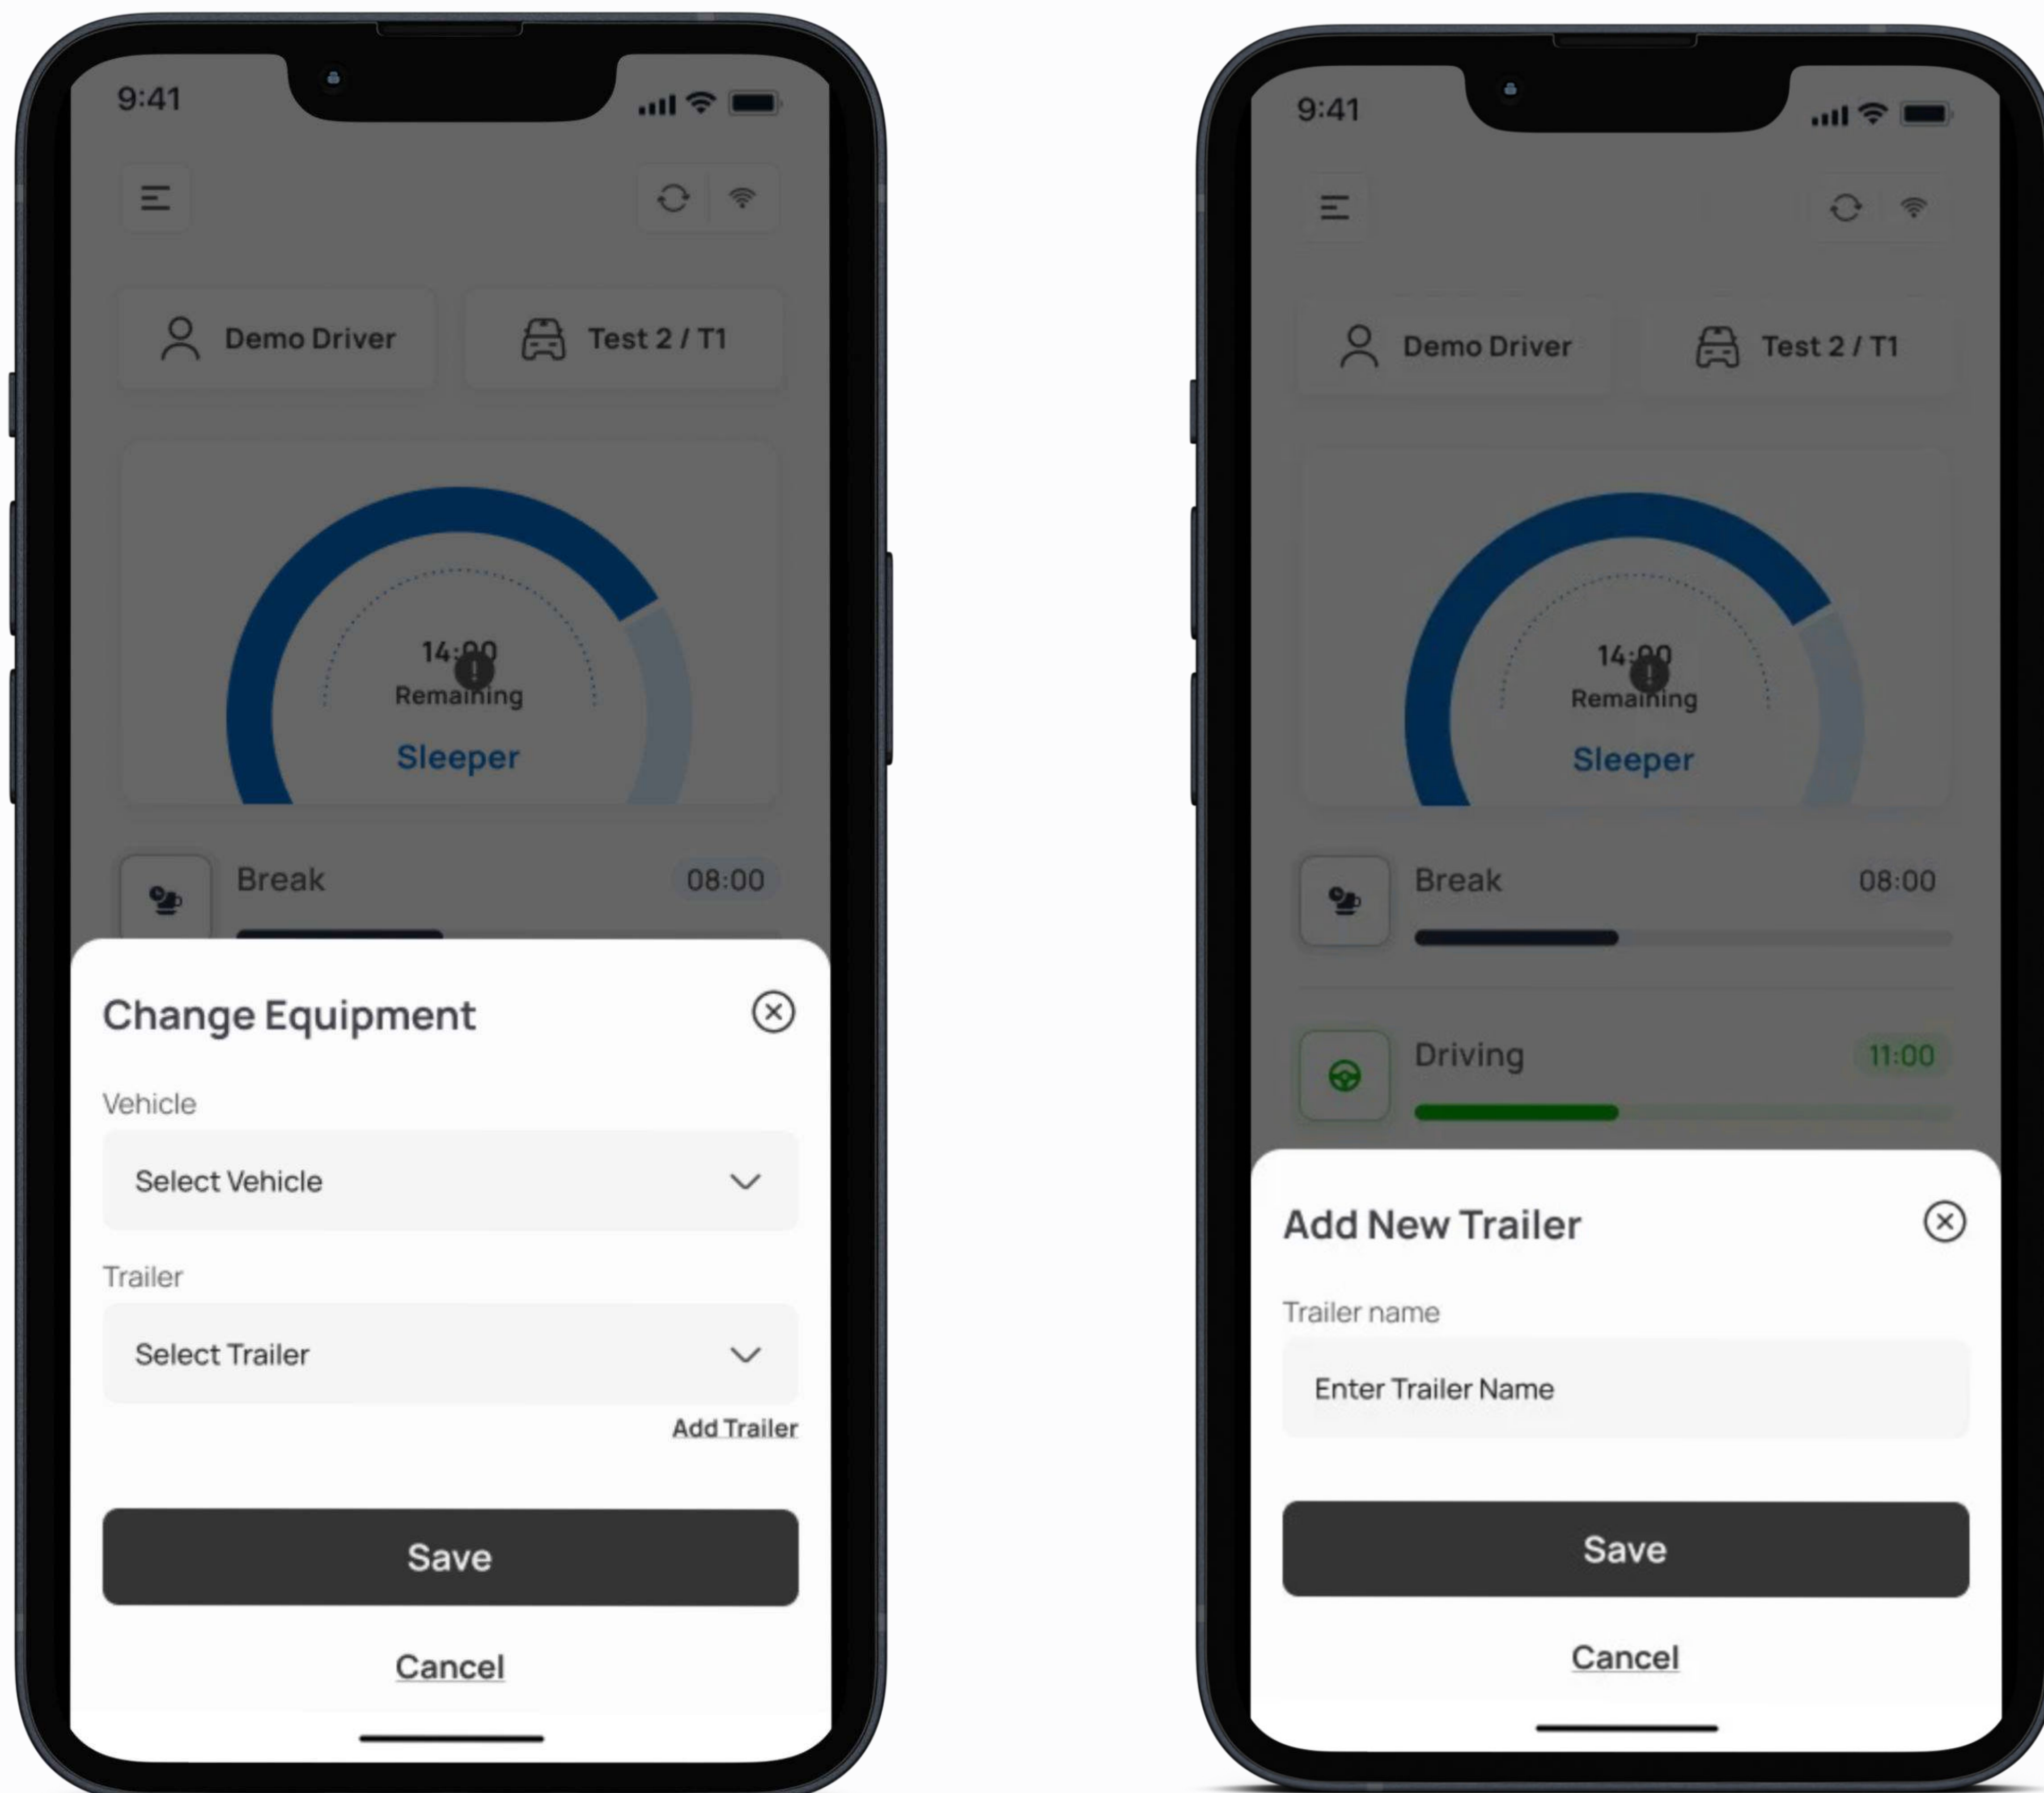 9:41
Demo Driver
Test 2 / T1
14:00
Remaining
Sleeper
Break
08:00
Change Equipment
Vehicle
Select Vehicle
Trailer
Select Trailer
Add Trailer
Save
Cancel
9:41
Demo Driver
Test 2 / T1
14:00
Remaining
Sleeper
Break
08:00
Driving
11:00
Add New Trailer
Trailer name
Enter Trailer Name
Save
Cancel